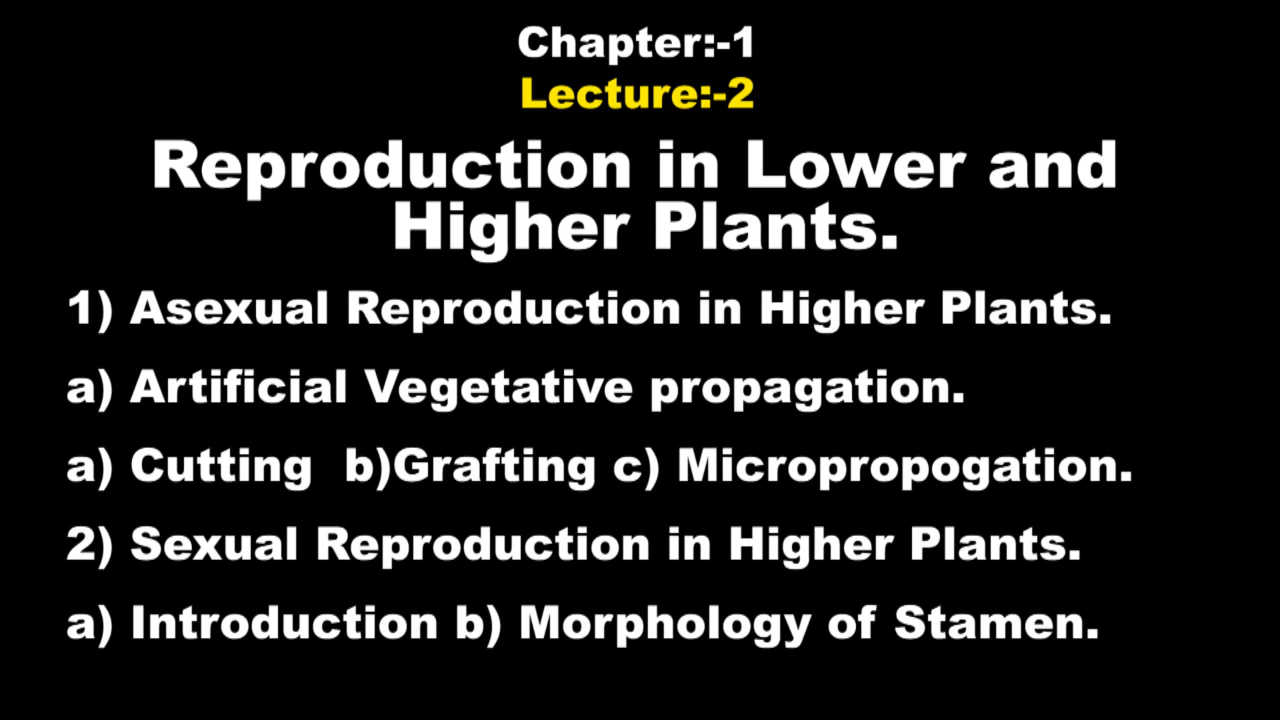 Chapter:-1
Lecture:-2
Reproduction in Lower and
Higher Plants.
1) Asexual Reproduction in Higher Plants.
a) Artificial Vegetative propagation.
a) Cutting  b)Grafting c) Micropropogation.
2) Sexual Reproduction in Higher Plants.
a) Introduction b) Morphology of Stamen.